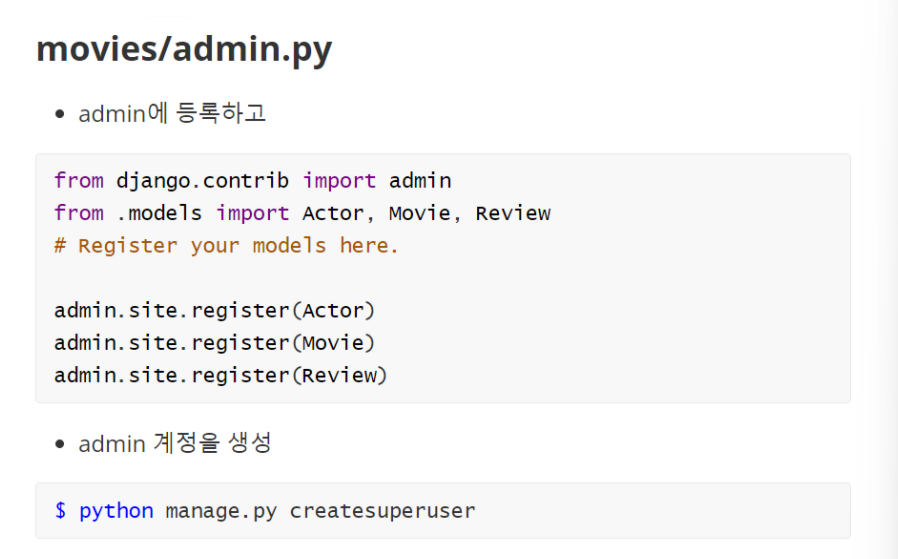 movies/admin.py
• admin에 등록하고
from django.contrib import admin
from .models import Actor, Movie, Review
# Register your models here.
admin.site.register(Actor)
admin.site.register(Movie)
admin.site.register(Review)
• admin 계정을 생성
$ python manage.py createsuperuser